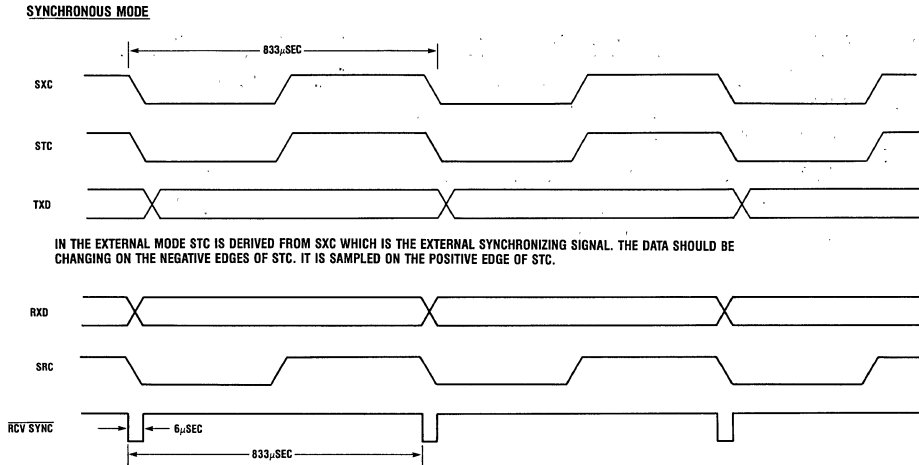 SYNCHRONOUS MODE
833µSEC
SXC
STC
TXD
IN THE EXTERNAL MODE STC IS DERIVED FROM SXC WHICH IS THE EXTERNAL SYNCHRONIZING SIGNAL. THE DATA SHOULD BE
CHANGING ON THE NEGATIVE EDGES OF STC. IT IS SAMPLED ON THE POSITIVE EDGE OF STC.
RXD
SRC
RCV SYNC
6µSEC
833µSEC